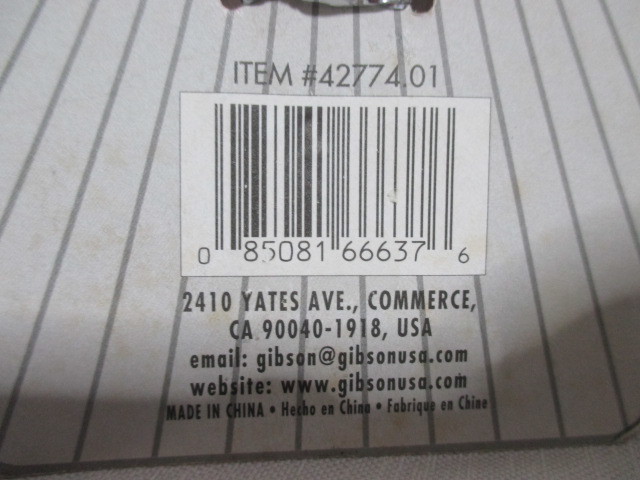 ITEM #42774.01
0 85081 66637 6
2410 YATES AVE., COMMERCE,
CA 90040-1918, USA
email: gibson@gibsonusa.com
website: www.gibsonusa.com
MADE IN CHINA • Hecho en China • Fabrique en Chine